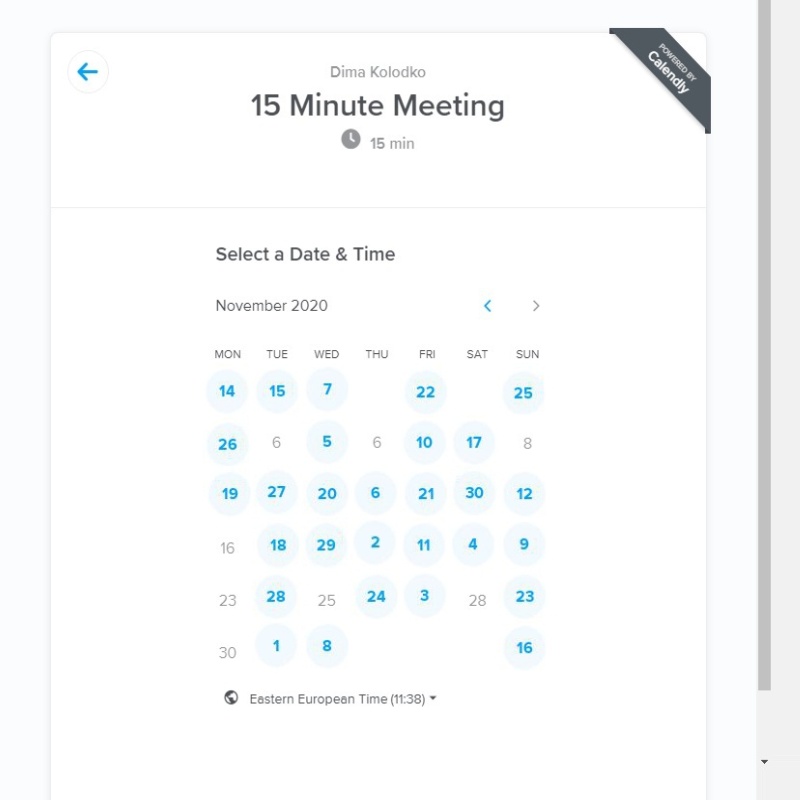 Dima Kolodko
POWERED BY
Calendly
15 Minute Meeting
15 min
Select a Date & Time
November 2020
MON TUE WED THU FRI SAT SUN
14 15 7 22 25
26 6 5 6 10 17 8
19 27 20 6 21 30 12
16 18 29 2 11 4 9
23 28 25 24 3 28 23
30 1 8 16
Eastern European Time (11:38)